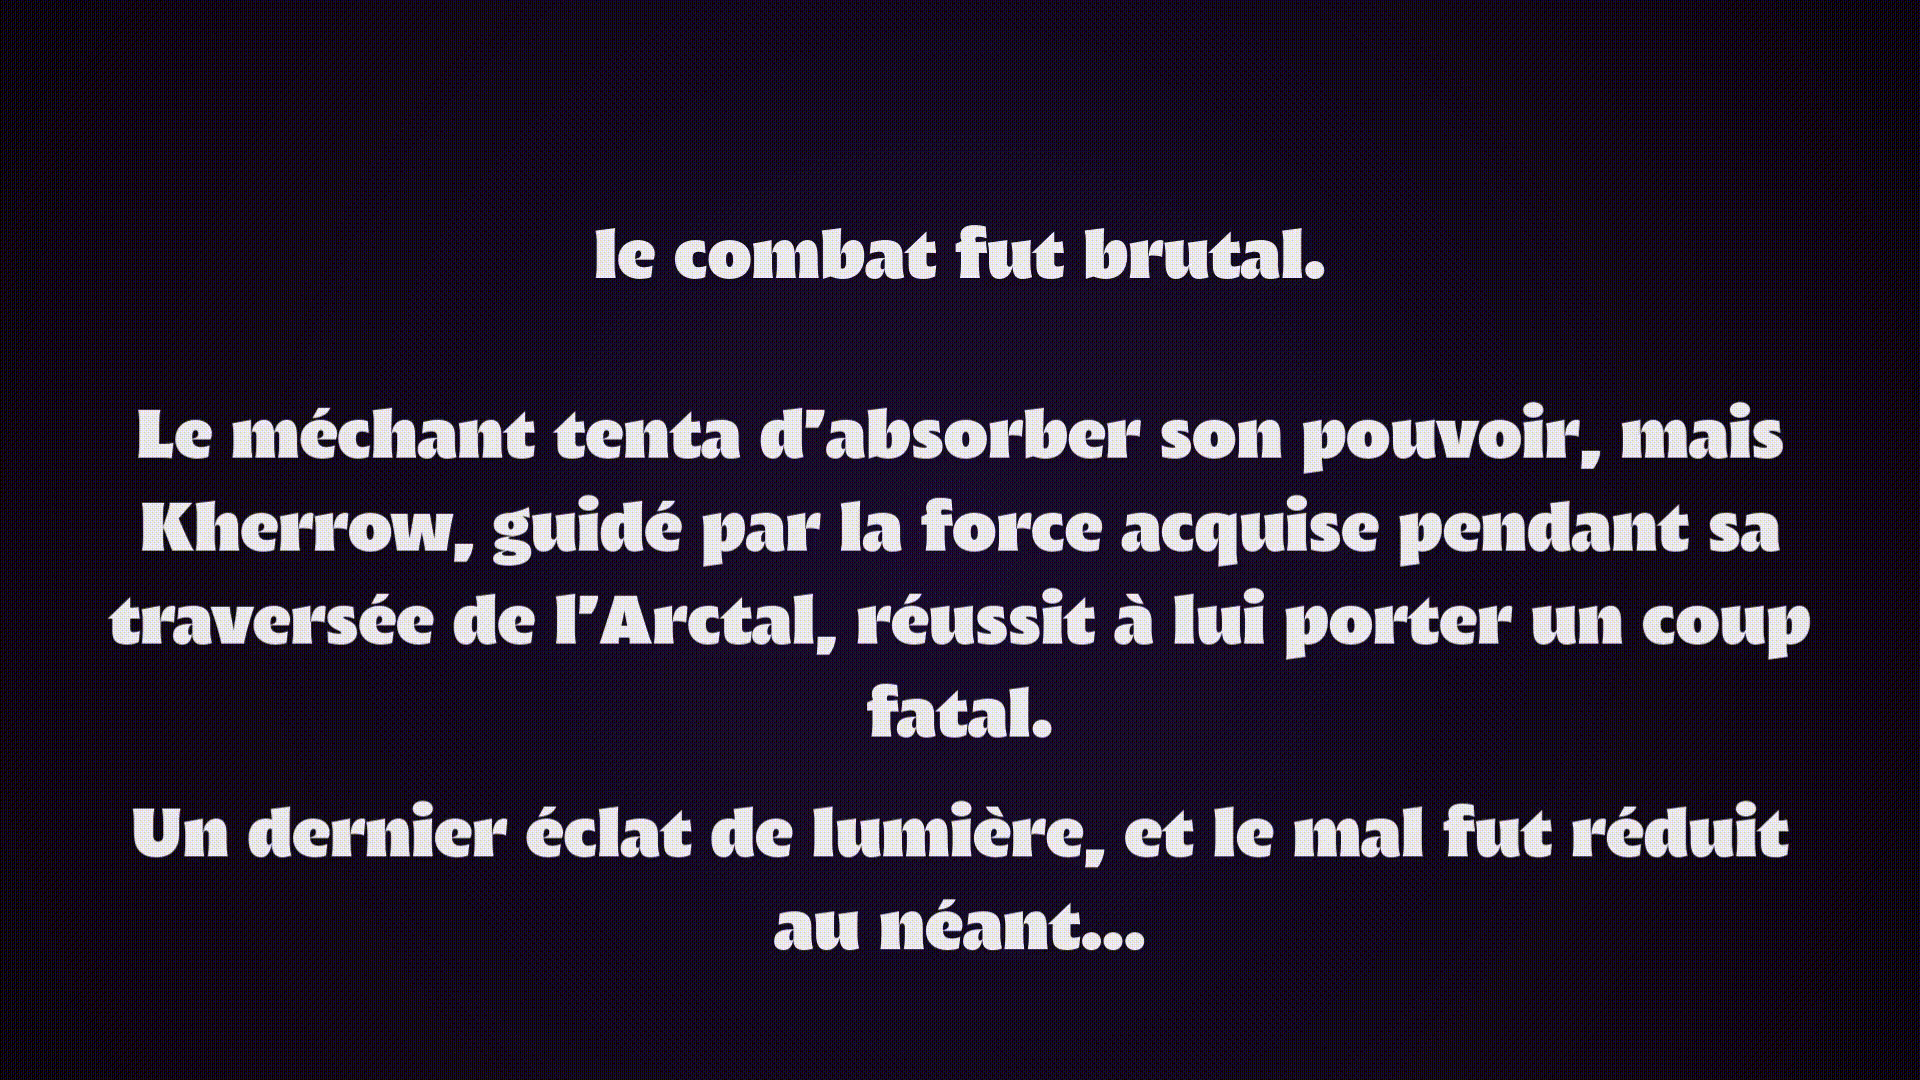 le combat fut brutal.
Le méchant tenta d'absorber son pouvoir, mais
Kherrow, guidé par la force acquise pendant sa
traversée de l'Arctal, réussit à lui porter un coup
fatal.
Un dernier éclat de lumière, et le mal fut réduit
au néant...